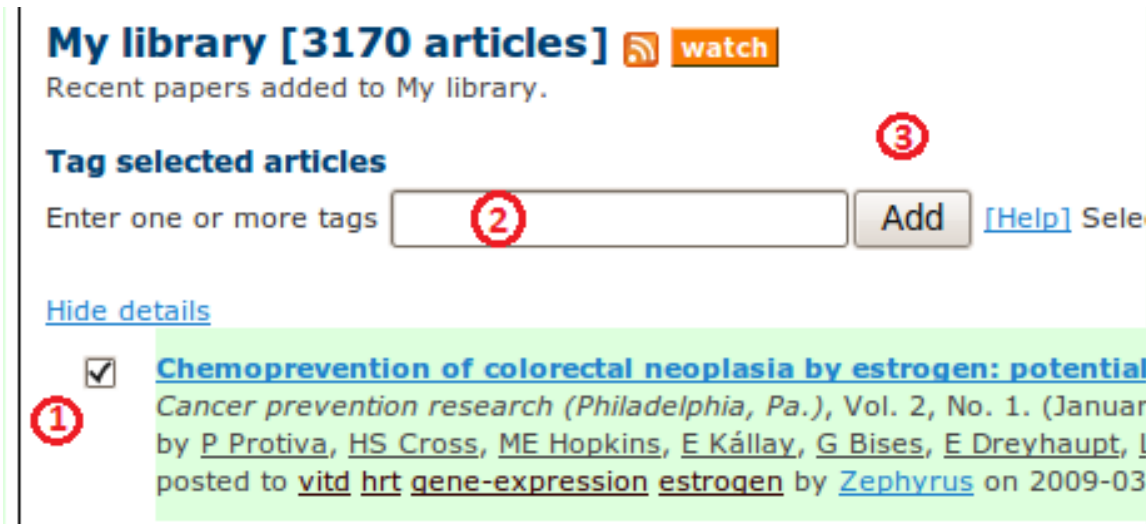 My library [3170 articles] watch
Recent papers added to My library.
3
Tag selected articles
Enter one or more tags 2 Add [Help]
Hide details
Chemoprevention of colorectal neoplasia by estrogen: potential
1
Cancer prevention research (Philadelphia, Pa.), Vol. 2, No. 1.
by P Protiva, HS Cross, ME Hopkins, E Kállay, G Bises, E Dreyhaupt,
posted to vitd hrt gene-expression estrogen by Zephyrus on 2009-03